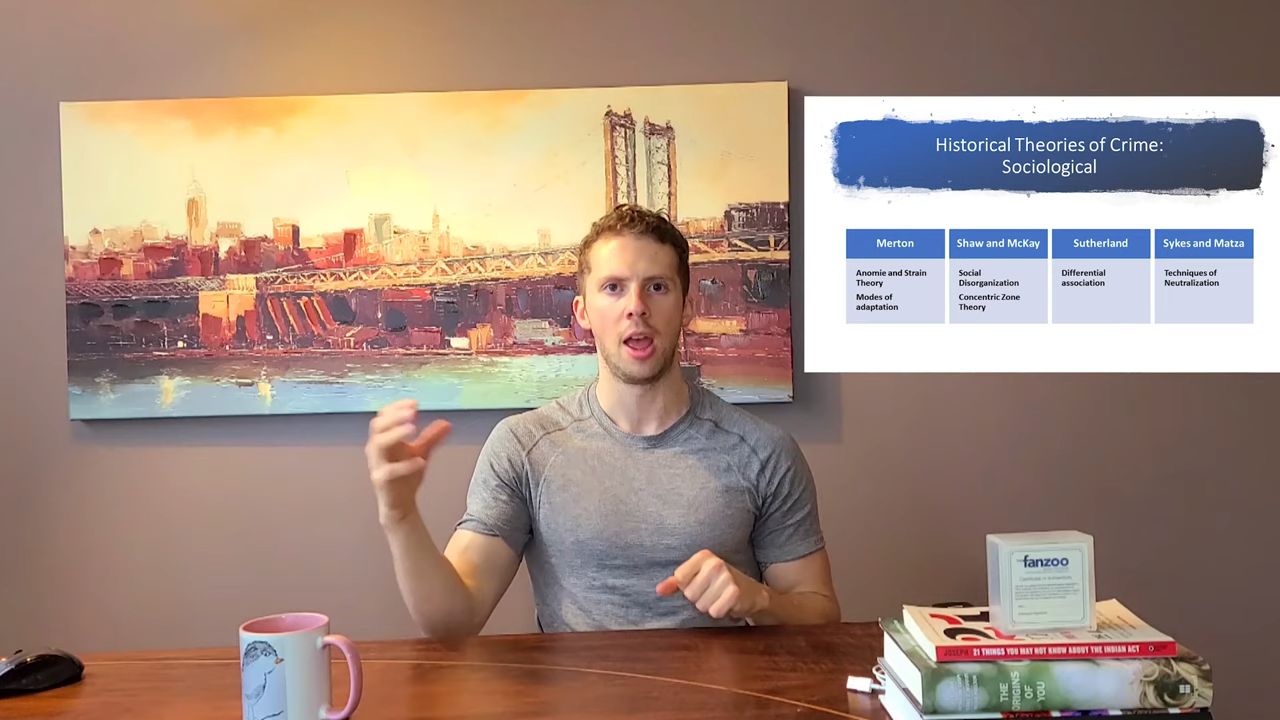 Historical Theories of Crime:
Sociological
Merton
Anomie and Strain
Theory
Modes of
adaptation
Shaw and McKay
Social
Disorganization
Concentric Zone
Theory
Sutherland
Differential
association
Sykes and Matza
Techniques of
Neutralization
fanzoo
21
JOSEPH 21 THINGS YOU MAY NOT KNOW ABOUT THE INDIAN ACT
THE
ORIGINS
OF
YOU